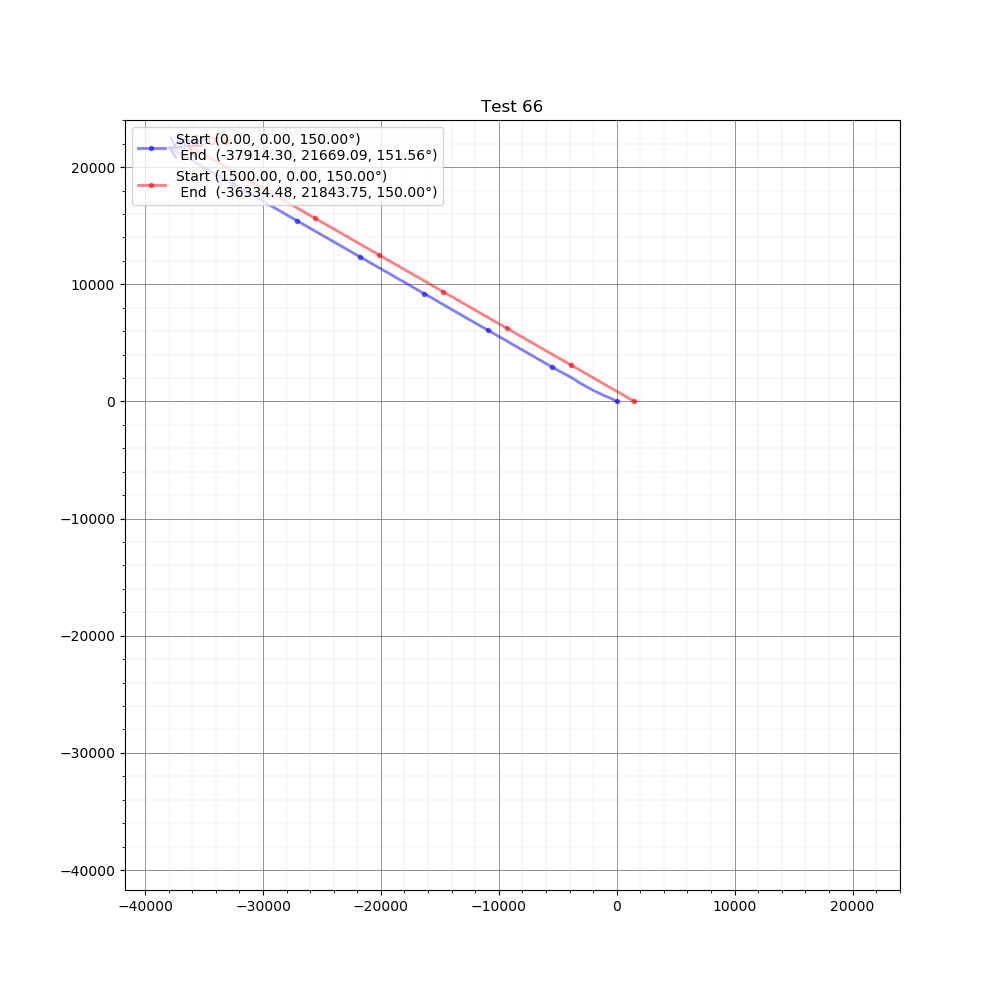 Test 66
Start (0.00, 0.00, 150.00°)
End (-37914.30, 21669.09, 151.56°)
Start (1500.00, 0.00, 150.00°)
End (-36334.48, 21843.75, 150.00°)
20000
10000
0
−10000
−20000
−30000
−40000
−40000 −30000 −20000 −10000 0 10000 20000